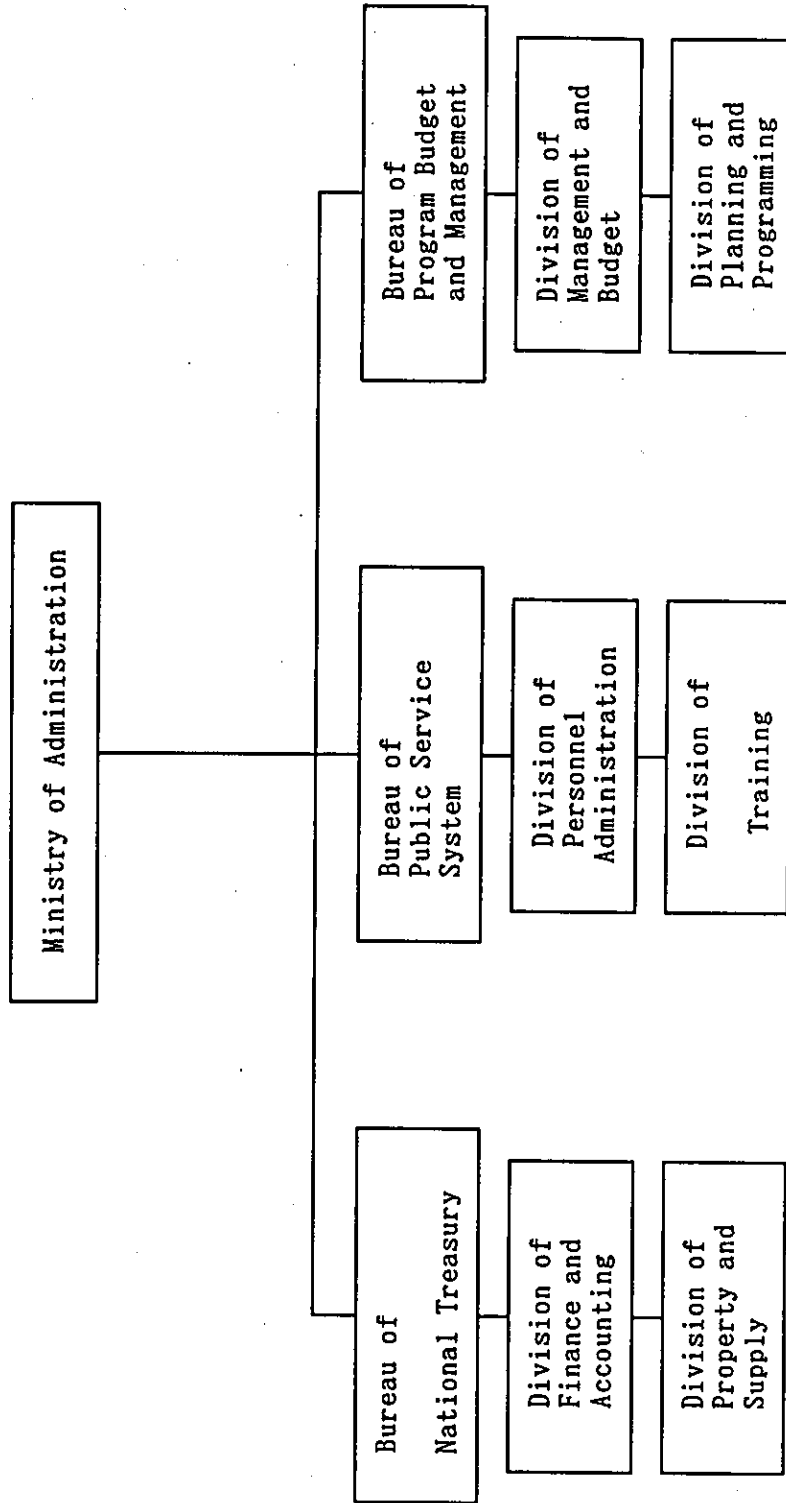 Ministry of Administration
Bureau of
National Treasury
Division of
Finance and
Accounting
Division of
Property and
Supply
Bureau of
Public Service
System
Division of
Personnel
Administration
Division of
Training
Bureau of
Program Budget
and Management
Division of
Management and
Budget
Division of
Planning and
Programming